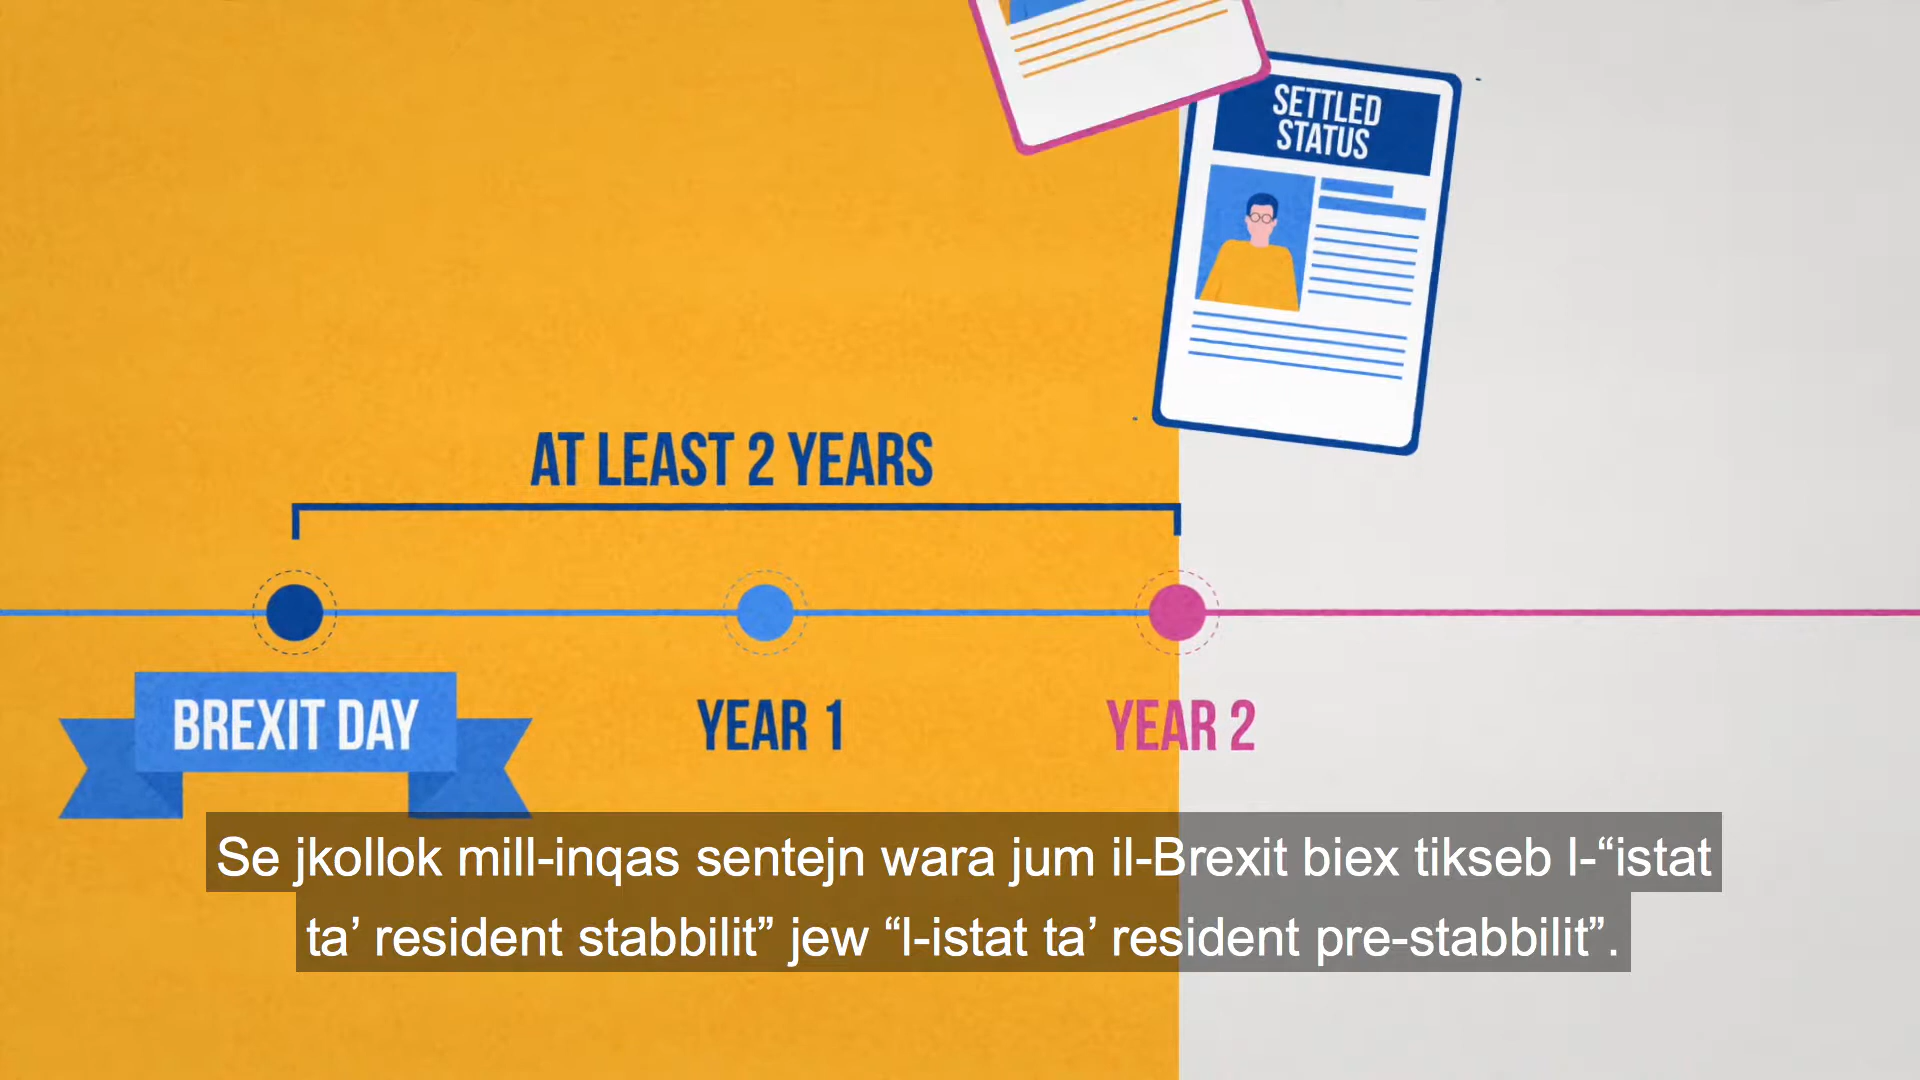 SETTLED
STATUS
AT LEAST 2 YEARS
BREXIT DAY
YEAR 1
YEAR 2
Se jkollok mill-inqas sentejn wara jum il-Brexit biex tikseb l-“istat
ta’ resident stabbilit” jew “l-istat ta’ resident pre-stabbilit”.